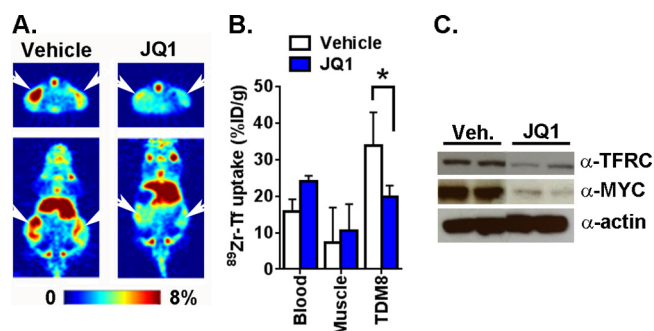 A.
Vehicle JQ1
0 8%
B.
Vehicle
JQ1
⁸⁹Zr-Tf uptake (%ID/g)
50
40
30
20
10
0
*
Blood
Muscle
TDM8
C.
Veh. JQ1
α-TFRC
α-MYC
α-actin